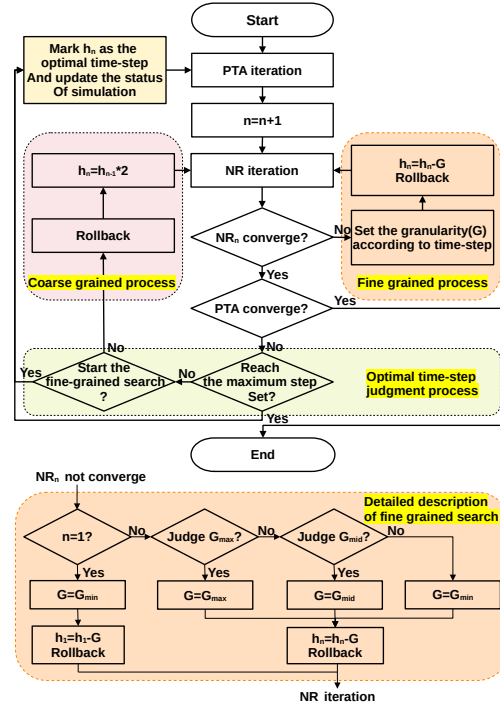 Start
Mark hn as the
optimal time-step
And update the status
Of simulation
PTA iteration
n=n+1
hn=hn-1*2
NR iteration
hn=hn-G
Rollback
Rollback
NRn converge?
No
Set the granularity(G)
according to time-step
Coarse grained process
Fine grained process
Yes
PTA converge?
Yes
No
No
Yes
Start the
fine-grained search
?
No
Reach
the maximum step
Set?
Optimal time-step
judgment process
Yes
End
NRn not converge
Detailed description
of fine grained search
n=1?
No
Judge Gmax?
No
Judge Gmid?
No
Yes
Yes
Yes
G=Gmin
G=Gmax
G=Gmid
G=Gmin
h1=h1-G
Rollback
hn=hn-G
Rollback
NR iteration